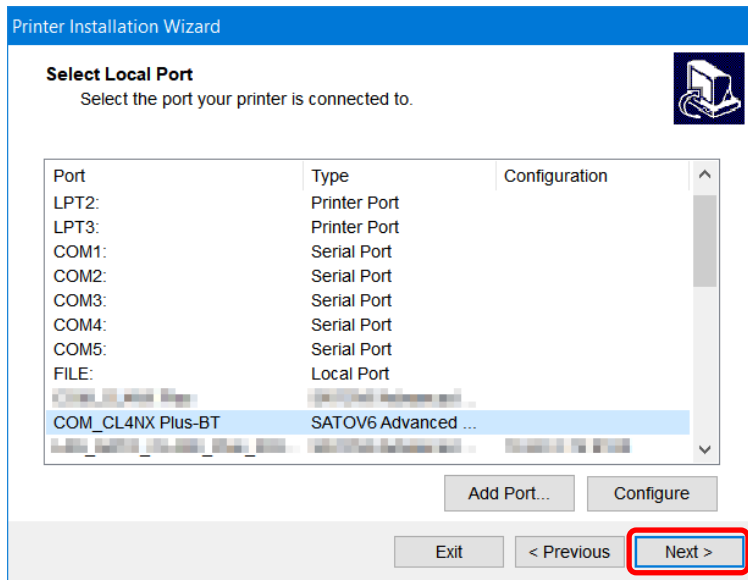 Printer Installation Wizard
Select Local Port
Select the port your printer is connected to.
Port Type Configuration
LPT2: Printer Port
LPT3: Printer Port
COM1: Serial Port
COM2: Serial Port
COM3: Serial Port
COM4: Serial Port
COM5: Serial Port
FILE: Local Port
COM_CL4NX Plus-BT SATOV6 Advanced ...
Add Port... Configure
Exit < Previous Next >